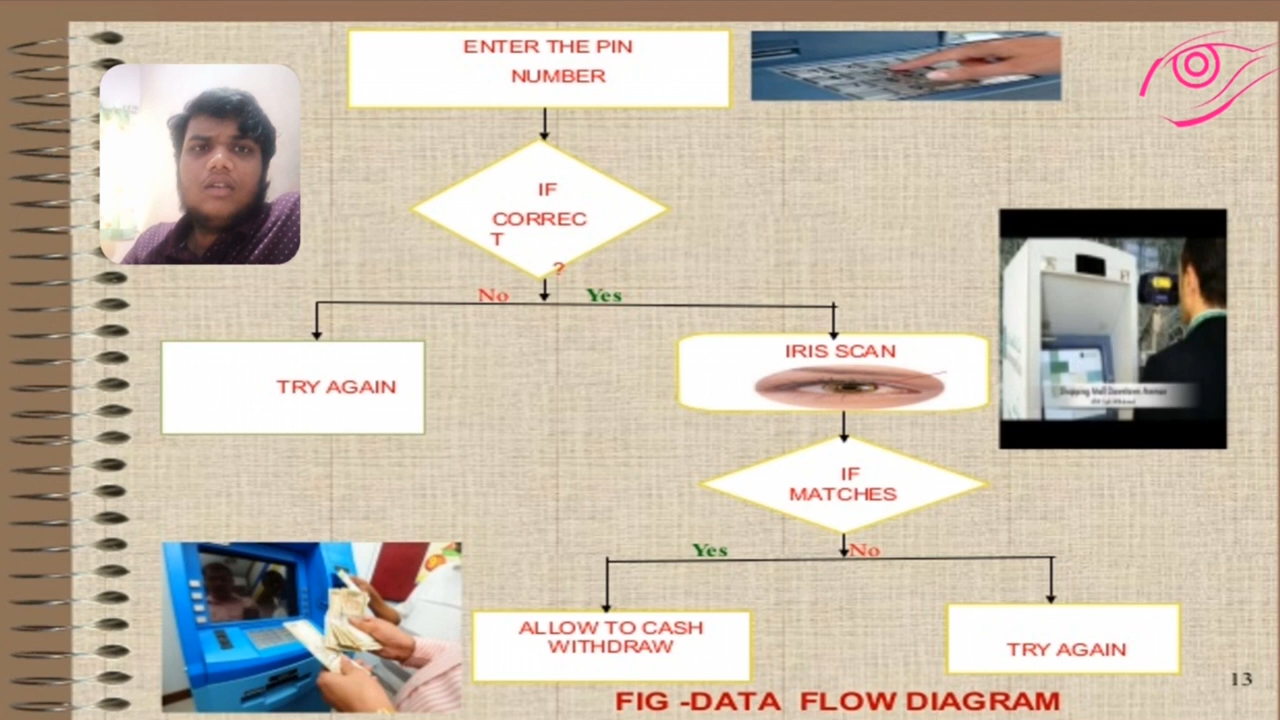 ENTER THE PIN
NUMBER
IF
CORREC
T
?
No
Yes
TRY AGAIN
IRIS SCAN
IF
MATCHES
Yes
No
ALLOW TO CASH
WITHDRAW
TRY AGAIN
13
FIG -DATA FLOW DIAGRAM